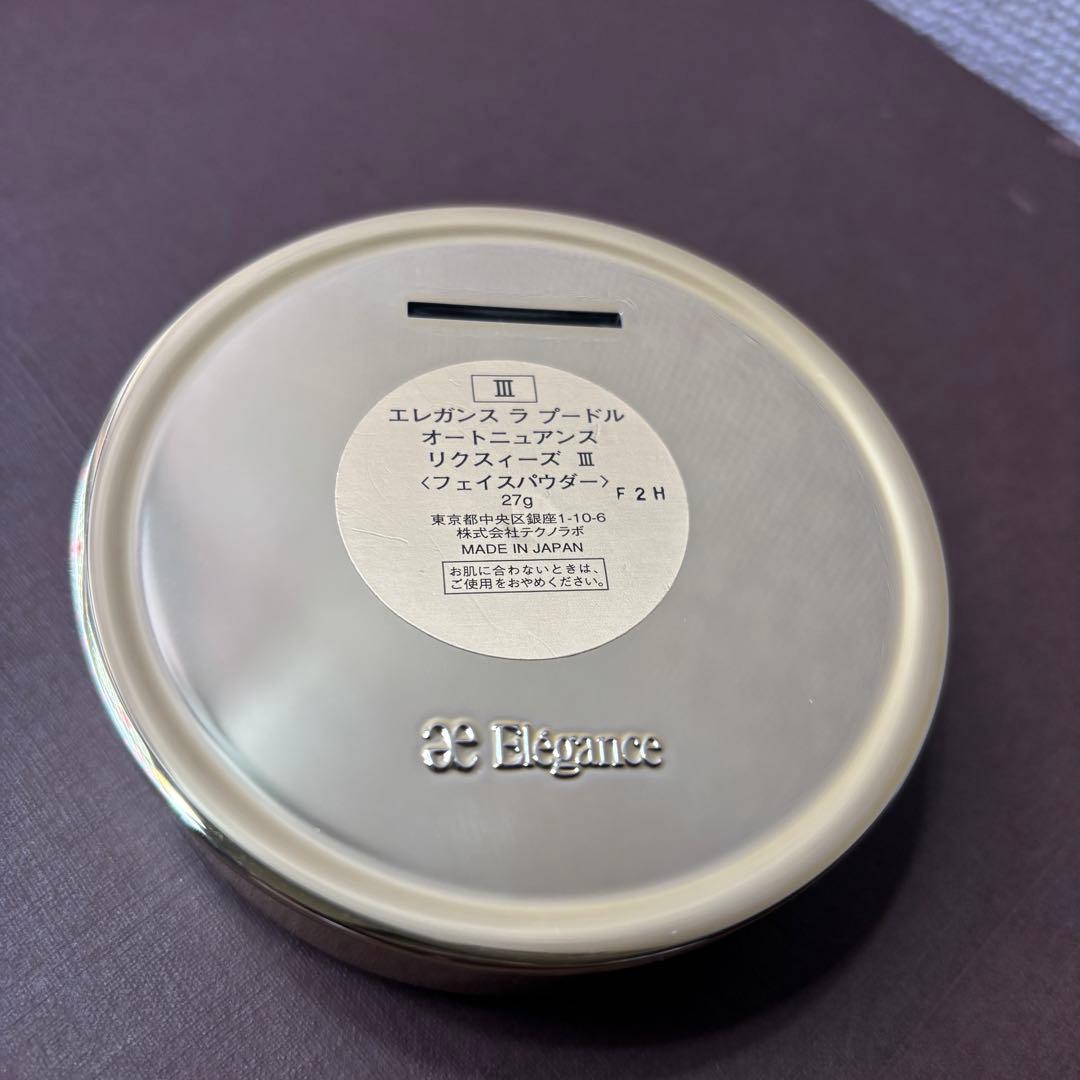 Ⅲ
エレガンス ラ プードル
オートニュアンス
リクスィーズ Ⅲ
〈フェイスパウダー〉
27g
F2H
東京都中央区銀座1-10-6
株式会社テクノラボ
MADE IN JAPAN
お肌に合わないときは、
ご使用をおやめください。
Elégance